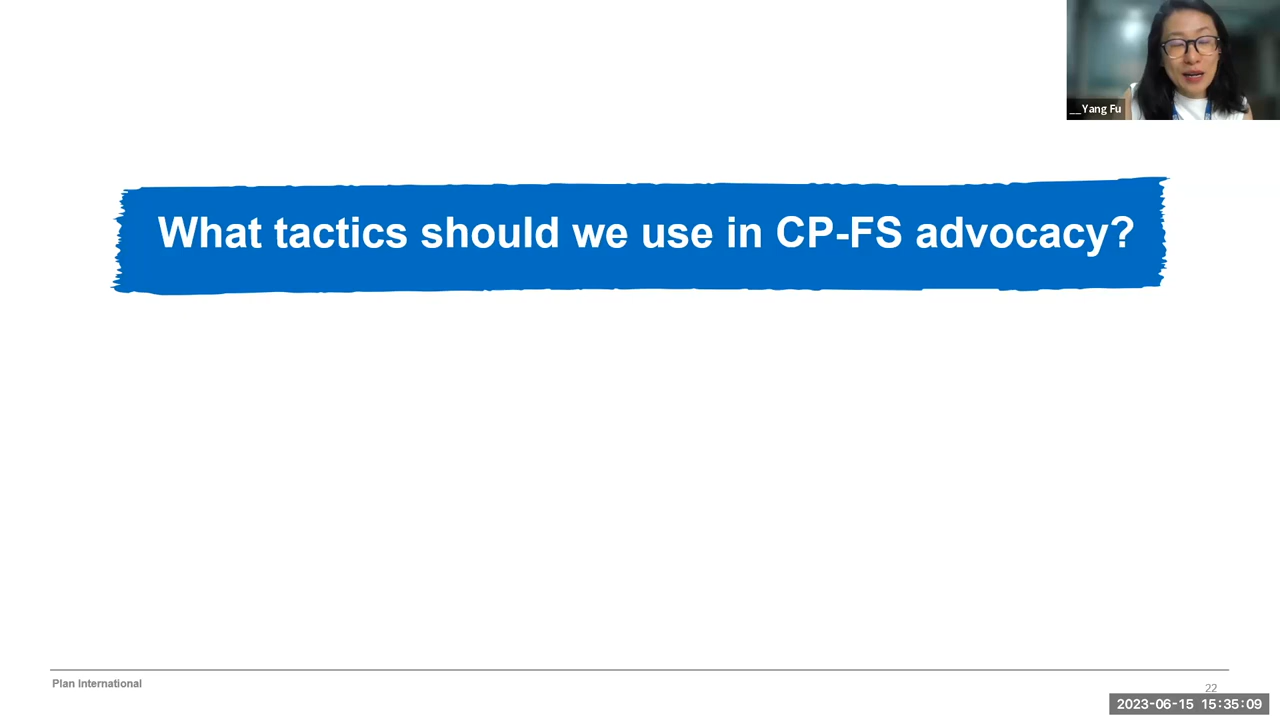 __Yang Fu
What tactics should we use in CP-FS advocacy?
Plan International
22
2023-06-15 15:35:09